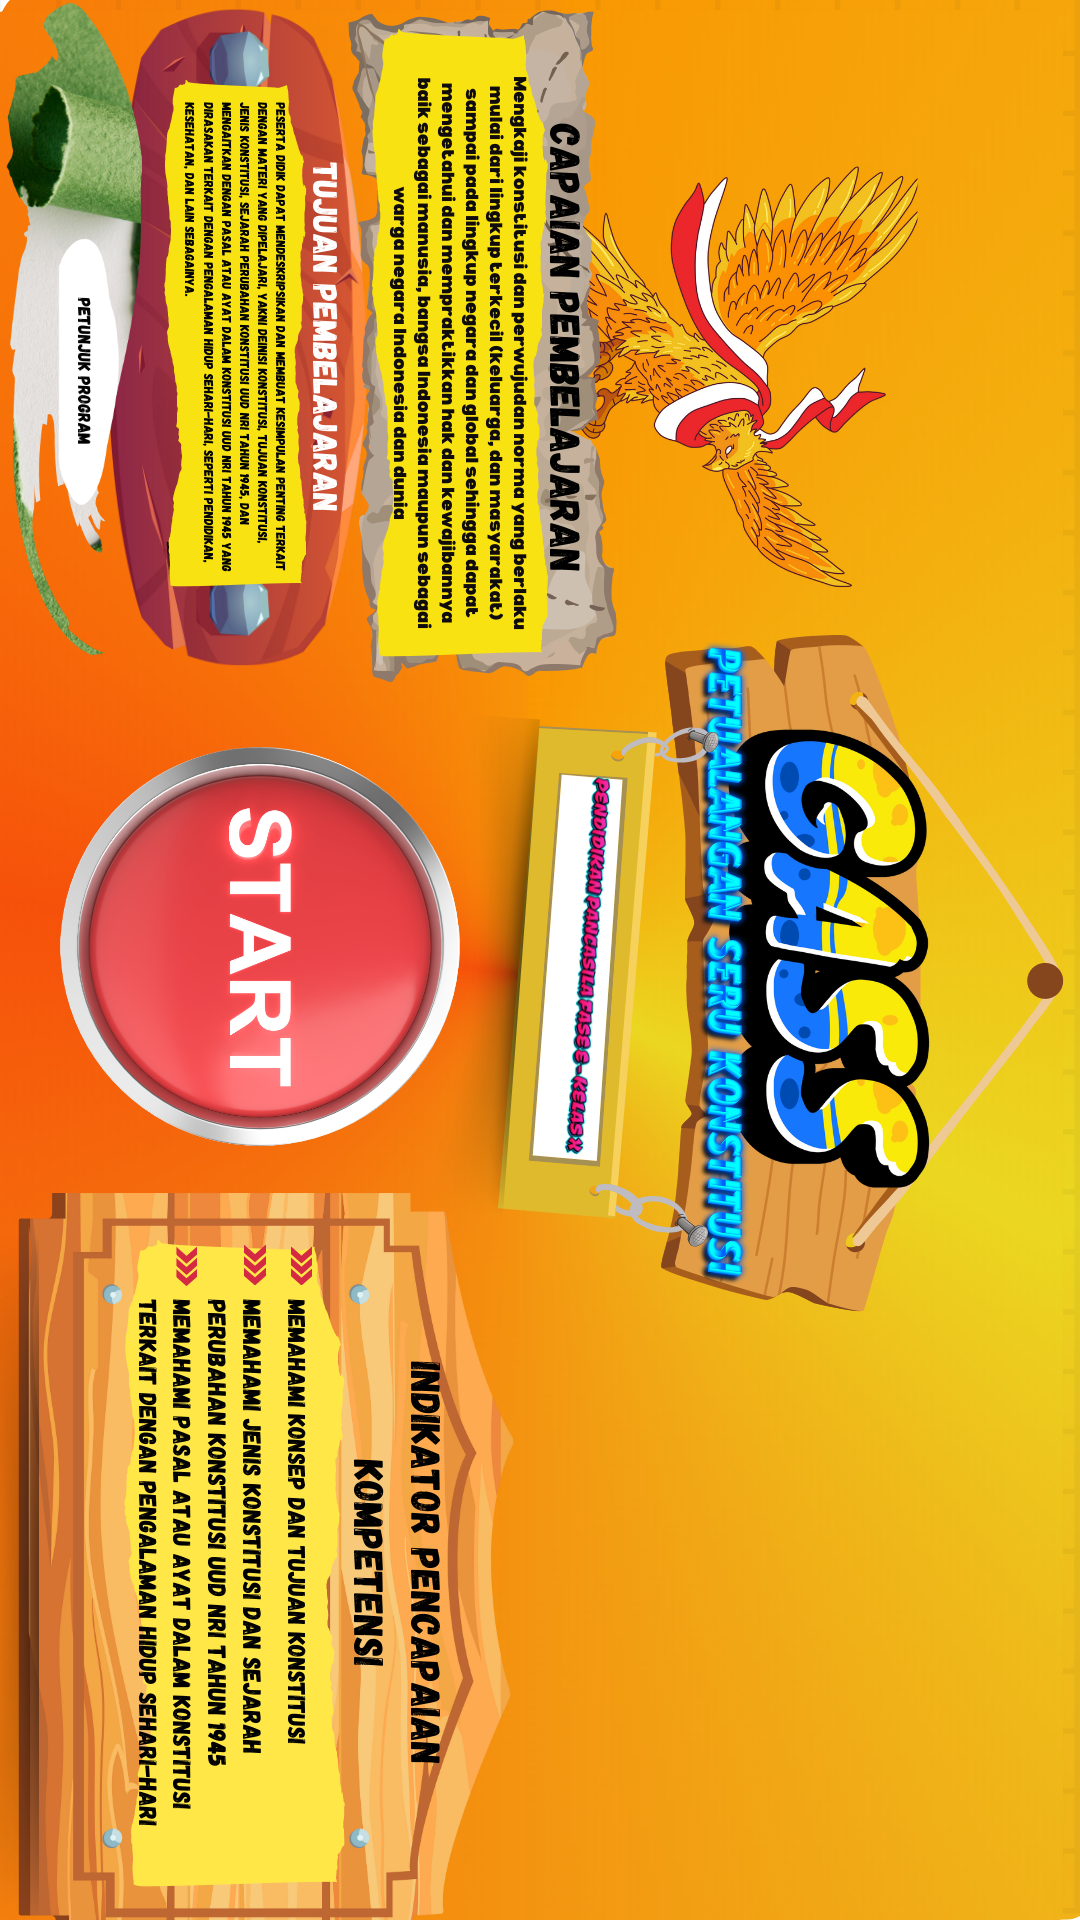 GASS
PETUALANGAN SERU KONSTITUSI
PENDIDIKAN PANCASILA FASE E - KELAS X
CAPAIAN PEMBELAJARAN
Mengkaji konstitusi dan perwujudan norma yang berlaku
mulai dari lingkup terkecil (keluarga, dan masyarakat)
sampai pada lingkup negara dan global sehingga dapat
mengetahui dan mempraktikkan hak dan kewajibannya
baik sebagai manusia, bangsa Indonesia maupun sebagai
warga negara Indonesia dan dunia
TUJUAN PEMBELAJARAN
PESERTA DIDIK DAPAT MENDESKRIPSIKAN DAN MEMBUAT KESIMPULAN PENTING TERKAIT
DENGAN MATERI YANG DIPELAJARI, YAKNI DEINISI KONSTITUSI, TUJUAN KONSTITUSI,
JENIS KONSTITUSI, SEJARAH PERUBAHAN KONSTITUSI UUD NRI TAHUN 1945, DAN
MENGAITKAN DENGAN PASAL ATAU AYAT DALAM KONSTITUSI UUD NRI TAHUN 1945 YANG
DIRASAKAN TERKAIT DENGAN PENGALAMAN HIDUP SEHARI-HARI, SEPERTI PENDIDIKAN,
KESEHATAN, DAN LAIN SEBAGAINYA.
PETUNJUK PROGRAM
START
INDIKATOR PENCAPAIAN
KOMPETENSI
MEMAHAMI KONSEP DAN TUJUAN KONSTITUSI
MEMAHAMI JENIS KONSTITUSI DAN SEJARAH
PERUBAHAN KONSTITUSI UUD NRI TAHUN 1945
MEMAHAMI PASAL ATAU AYAT DALAM KONSTITUSI
TERKAIT DENGAN PENGALAMAN HIDUP SEHARI-HARI